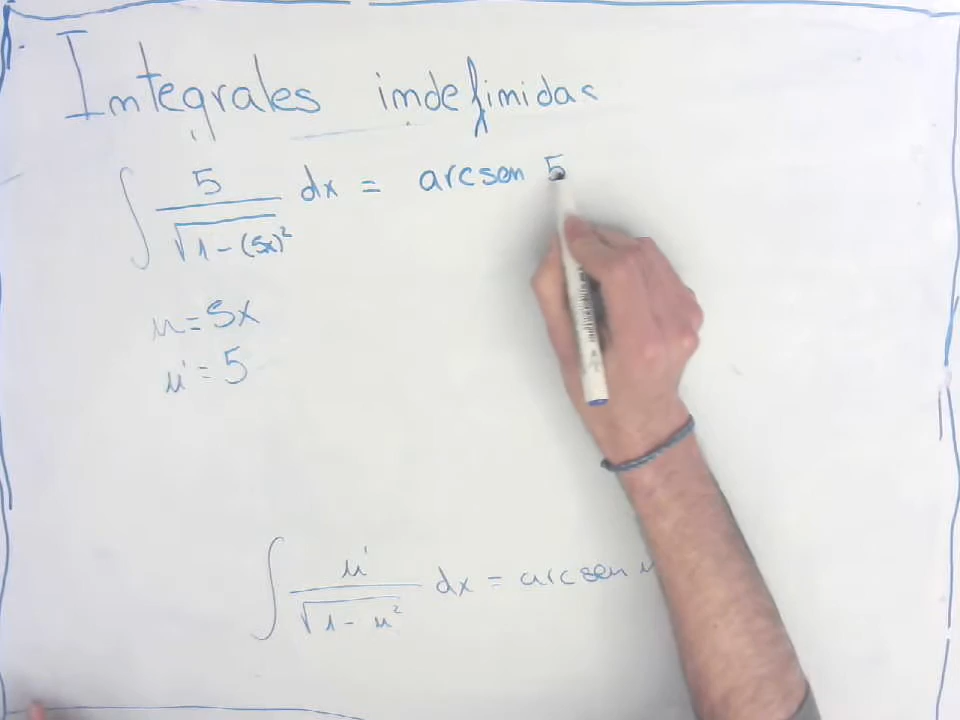 Integrales indefinidas
∫ 5 / √1-(5x)² dx = arcsen 5
u = 5x
u' = 5
∫ u' / √1-u² dx = arcsen u